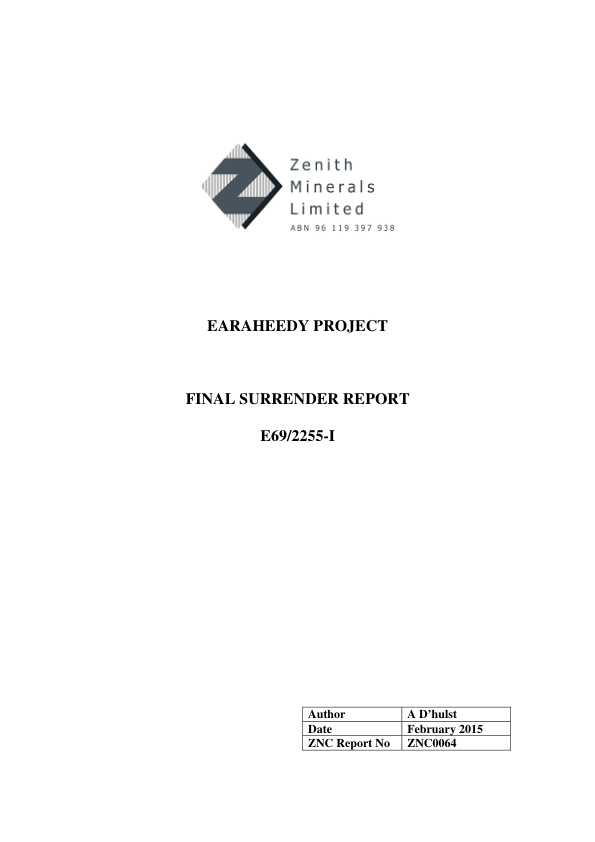 Zenith
Minerals
Limited
ABN 96 119 397 938
EARAHEEDY PROJECT
FINAL SURRENDER REPORT
E69/2255-I
Author A D'hulst
Date February 2015
ZNC Report No ZNC0064